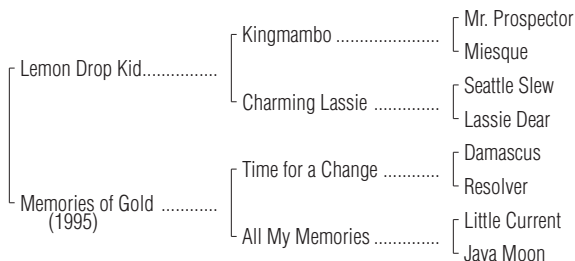 Mr. Prospector
Kingmambo ....................
Miesque
Lemon Drop Kid...............
Seattle Slew
Charming Lassie .............
Lassie Dear
Damascus
Time for a Change ...........
Resolver
Memories of Gold ...........
(1995)
Little Current
All My Memories .............
Java Moon